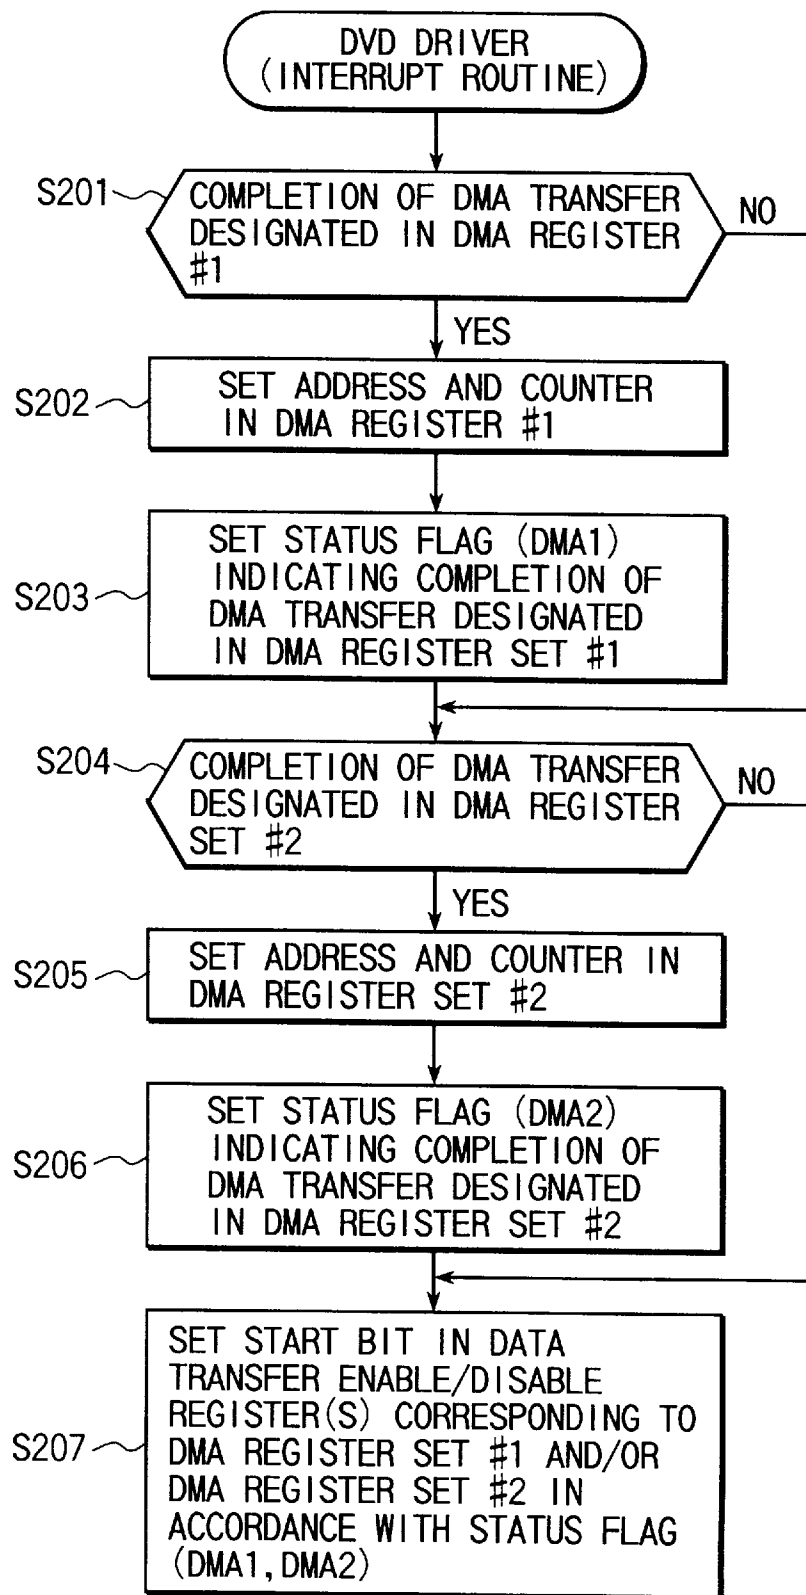 DVD DRIVER
(INTERRUPT ROUTINE)
S201
COMPLETION OF DMA TRANSFER
DESIGNATED IN DMA REGISTER
#1
NO
YES
S202
SET ADDRESS AND COUNTER
IN DMA REGISTER #1
S203
SET STATUS FLAG (DMA1)
INDICATING COMPLETION OF
DMA TRANSFER DESIGNATED
IN DMA REGISTER SET #1
S204
COMPLETION OF DMA TRANSFER
DESIGNATED IN DMA REGISTER
SET #2
NO
YES
S205
SET ADDRESS AND COUNTER IN
DMA REGISTER SET #2
S206
SET STATUS FLAG (DMA2)
INDICATING COMPLETION OF
DMA TRANSFER DESIGNATED
IN DMA REGISTER SET #2
S207
SET START BIT IN DATA
TRANSFER ENABLE/DISABLE
REGISTER(S) CORRESPONDING TO
DMA REGISTER SET #1 AND/OR
DMA REGISTER SET #2 IN
ACCORDANCE WITH STATUS FLAG
(DMA1,DMA2)